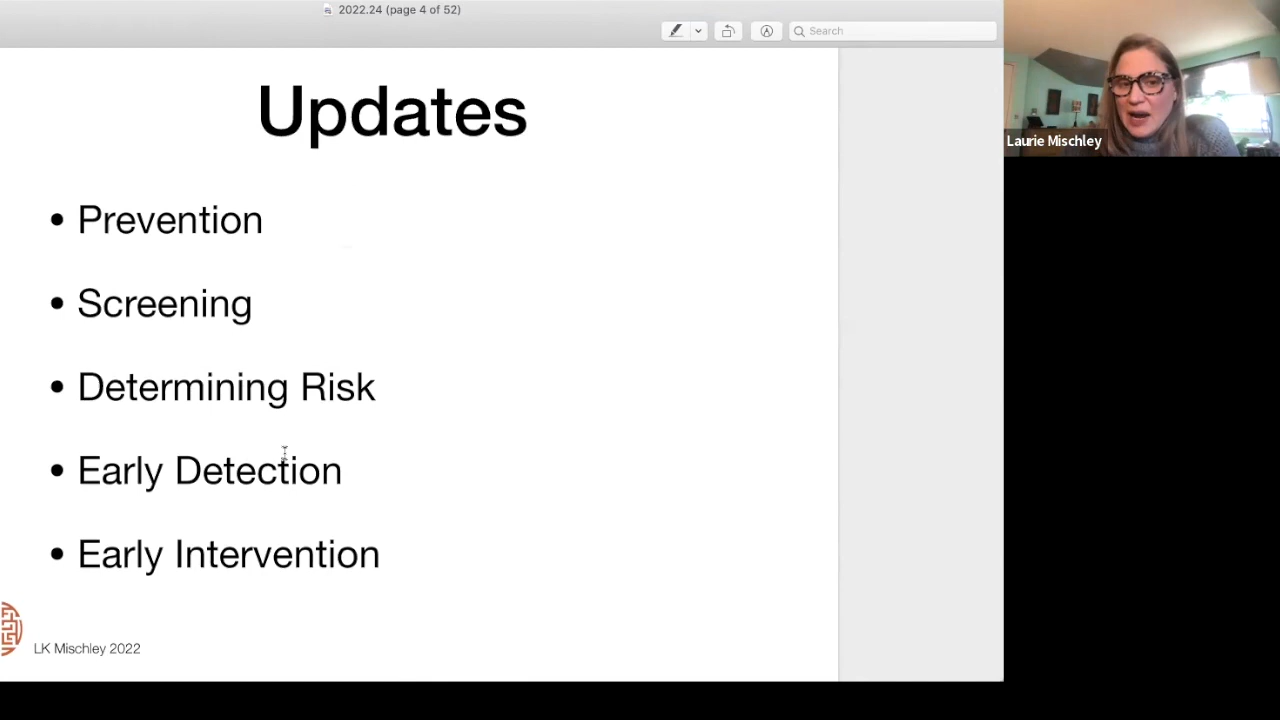 2022.24 (page 4 of 52)
Search
Updates
• Prevention
• Screening
• Determining Risk
• Early Detection
• Early Intervention
LK Mischley 2022
Laurie Mischley